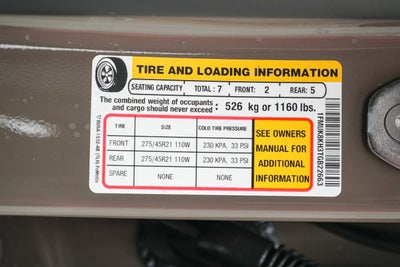 TIRE AND LOADING INFORMATION
SEATING CAPACITY TOTAL : 7 FRONT: 2 REAR: 5
The combined weight of occupants
and cargo should never exceed : 526 kg or 1160 lbs.
TIRE SIZE COLD TIRE PRESSURE
FRONT 275/45R21 110W 230 KPA, 33 PSI
REAR 275/45R21 110W 230 KPA, 33 PSI
SPARE NONE NONE
SEE OWNERS
MANUAL FOR
ADDITIONAL
INFORMATION